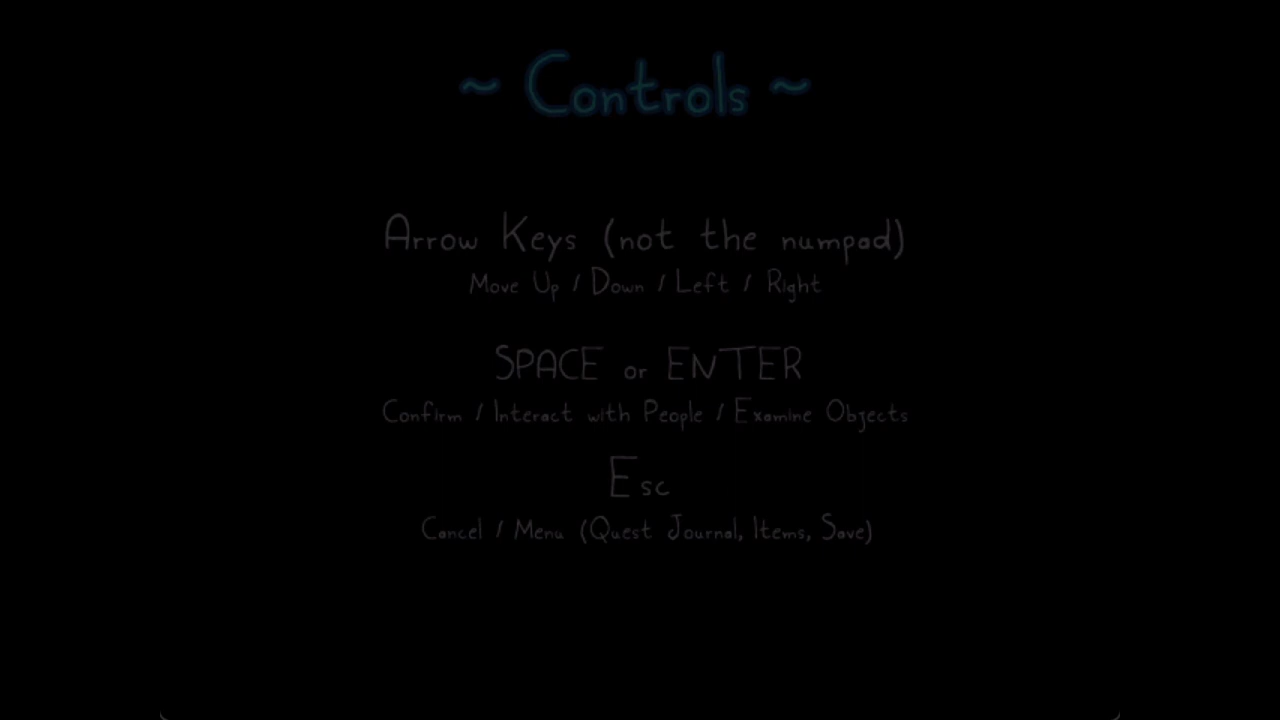 ~ Controls ~
Arrow Keys (not the numpad)
Move Up / Down / Left / Right
SPACE or ENTER
Confirm / Interact with People / Examine Objects
Esc
Cancel / Menu (Quest Journal, Items, Save)